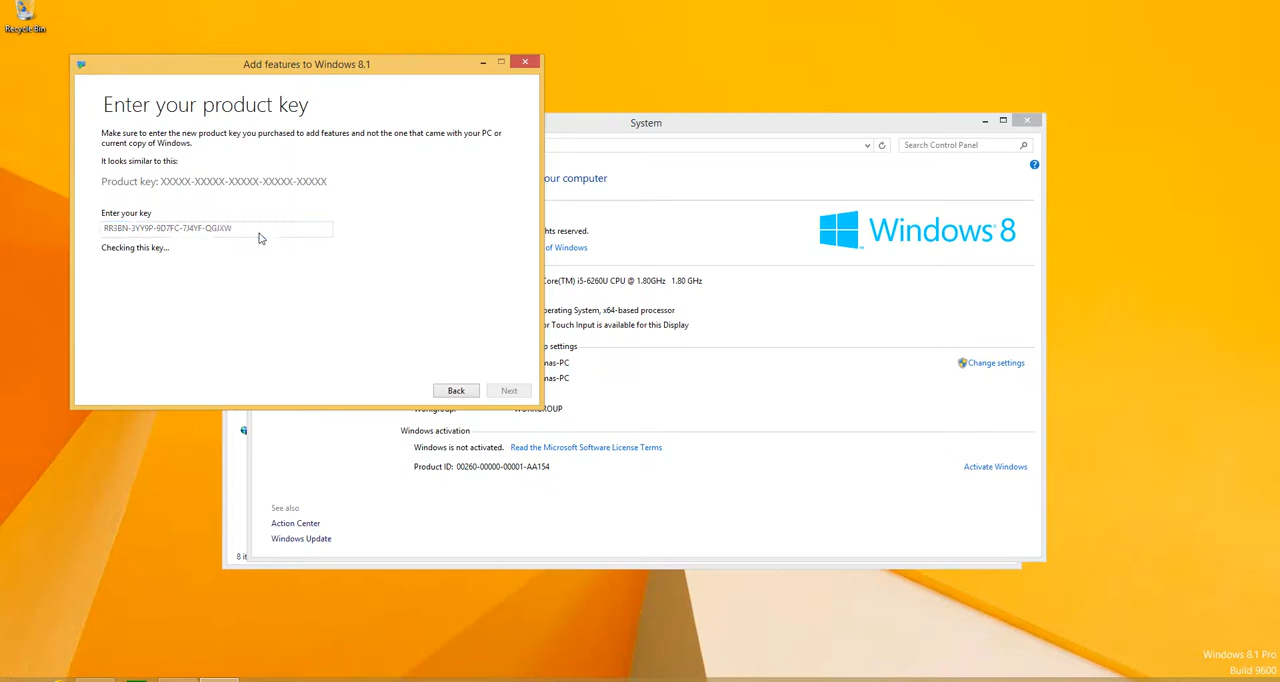 Recycle Bin
Add features to Windows 8.1
Enter your product key
Make sure to enter the new product key you purchased to add features and not the one that came with your PC or
current copy of Windows.
It looks similar to this:
Product key: XXXXX-XXXXX-XXXXX-XXXXX-XXXXX
Enter your key
RR3BN-3YY9P-9D7FC-7J4YF-QGJXW
Checking this key...
Back
Next
System
Search Control Panel
our computer
hts reserved.
of Windows
Windows 8
Core(TM) i5-6260U CPU @ 1.80GHz 1.80 GHz
perating System, x64-based processor
or Touch Input is available for this Display
settings
mas-PC
Change settings
mas-PC
Windows activation
Windows is not activated. Read the Microsoft Software License Terms
Product ID: 00260-00000-00001-AA154
Activate Windows
See also
Action Center
Windows Update
8 it
Windows 8.1 Pro
Build 9600